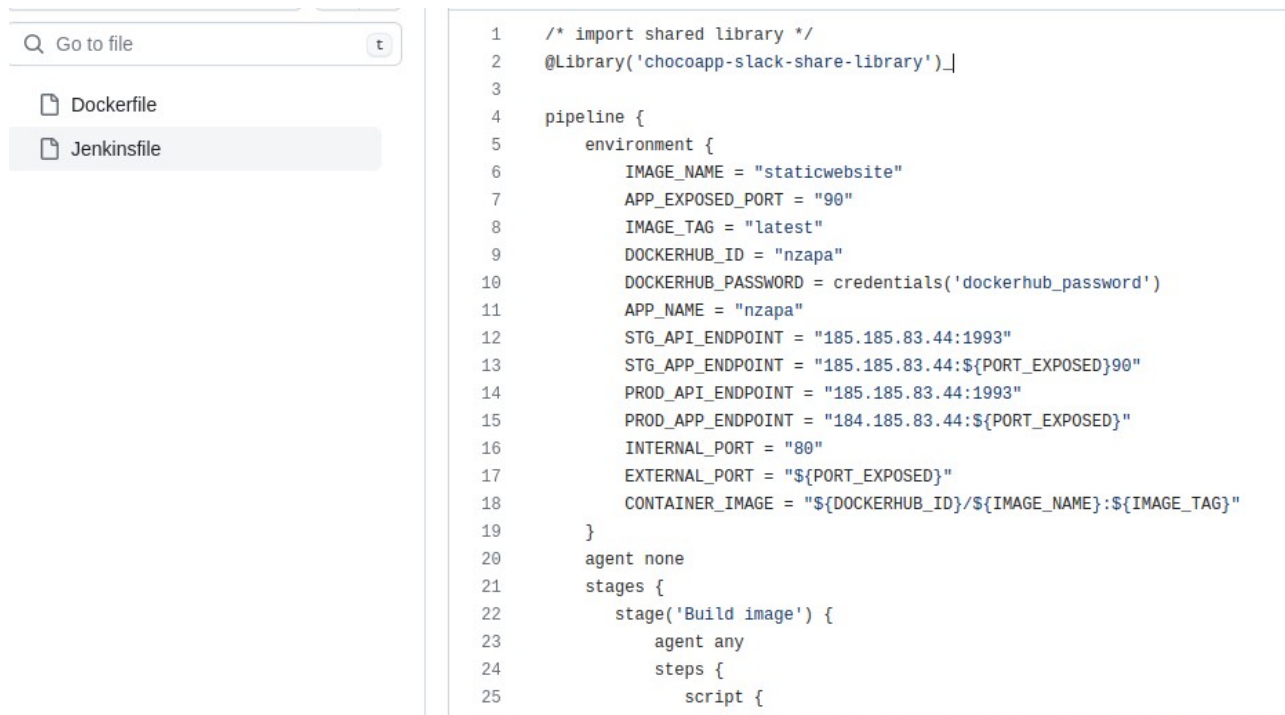 Go to file
t
Dockerfile
Jenkinsfile
1 /* import shared library */
2 @Library('chocoapp-slack-share-library')_
3
4 pipeline {
5 environment {
6 IMAGE_NAME = "staticwebsite"
7 APP_EXPOSED_PORT = "90"
8 IMAGE_TAG = "latest"
9 DOCKERHUB_ID = "nzapa"
10 DOCKERHUB_PASSWORD = credentials('dockerhub_password')
11 APP_NAME = "nzapa"
12 STG_API_ENDPOINT = "185.185.83.44:1993"
13 STG_APP_ENDPOINT = "185.185.83.44:${PORT_EXPOSED}90"
14 PROD_API_ENDPOINT = "185.185.83.44:1993"
15 PROD_APP_ENDPOINT = "184.185.83.44:${PORT_EXPOSED}"
16 INTERNAL_PORT = "80"
17 EXTERNAL_PORT = "${PORT_EXPOSED}"
18 CONTAINER_IMAGE = "${DOCKERHUB_ID}/${IMAGE_NAME}:${IMAGE_TAG}"
19 }
20 agent none
21 stages {
22 stage('Build image') {
23 agent any
24 steps {
25 script {